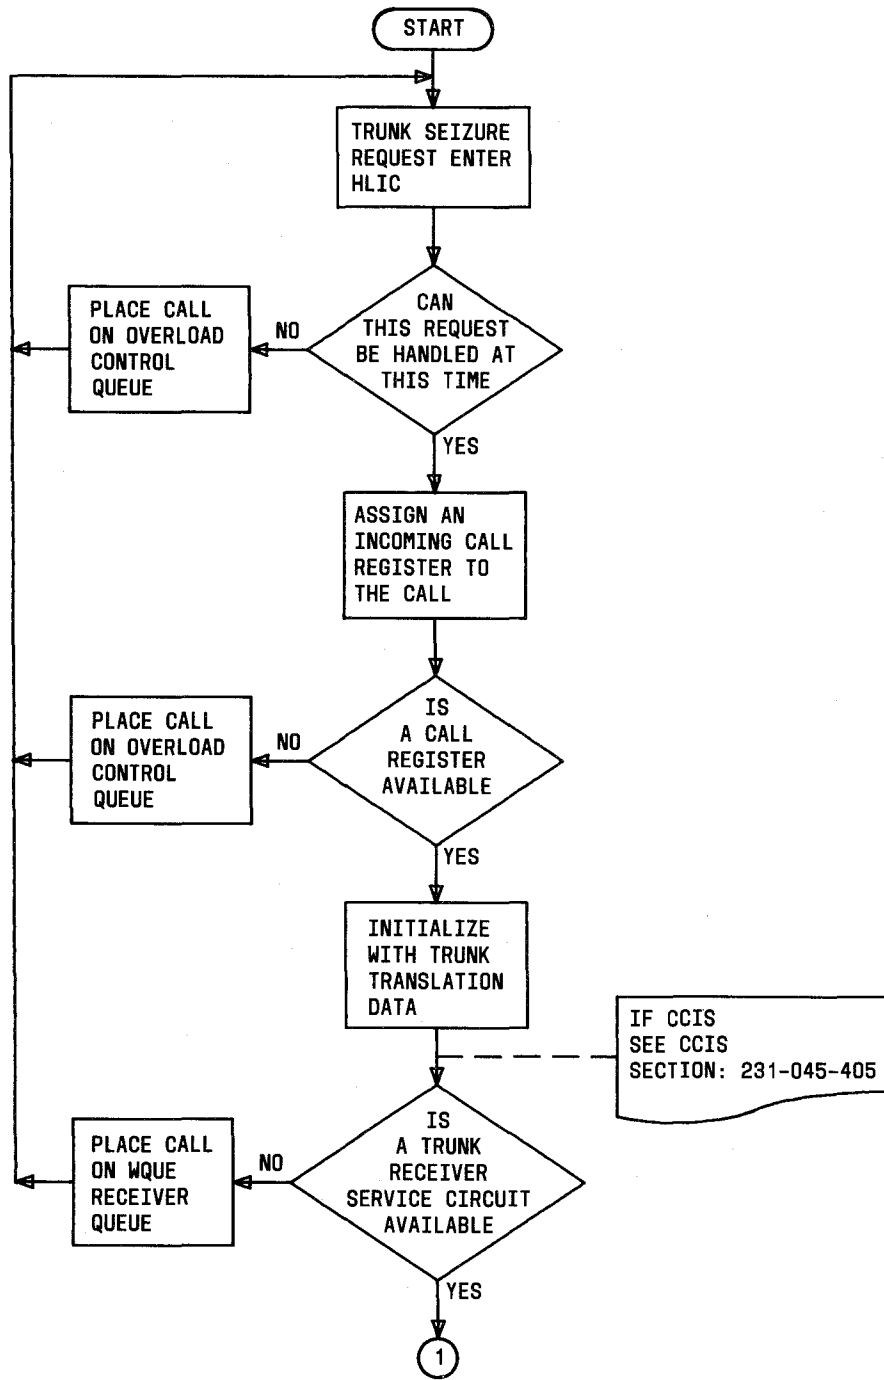 START
TRUNK SEIZURE
REQUEST ENTER
HLIC
CAN
THIS REQUEST
BE HANDLED AT
THIS TIME
NO
PLACE CALL
ON OVERLOAD
CONTROL
QUEUE
YES
ASSIGN AN
INCOMING CALL
REGISTER TO
THE CALL
IS
A CALL
REGISTER
AVAILABLE
NO
PLACE CALL
ON OVERLOAD
CONTROL
QUEUE
YES
INITIALIZE
WITH TRUNK
TRANSLATION
DATA
IF CCIS
SEE CCIS
SECTION: 231-045-405
IS
A TRUNK
RECEIVER
SERVICE CIRCUIT
AVAILABLE
NO
PLACE CALL
ON WQUE
RECEIVER
QUEUE
YES
1